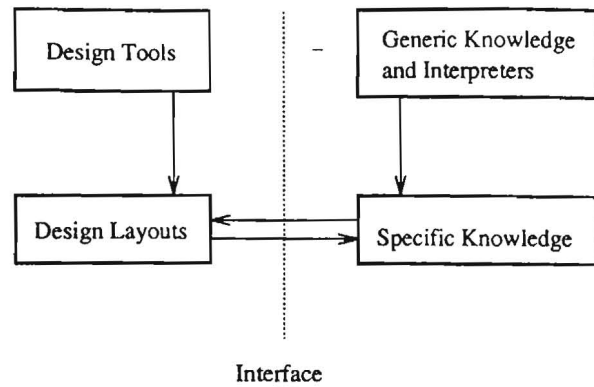 Design Tools
Generic Knowledge
and Interpreters
Design Layouts
Specific Knowledge
Interface